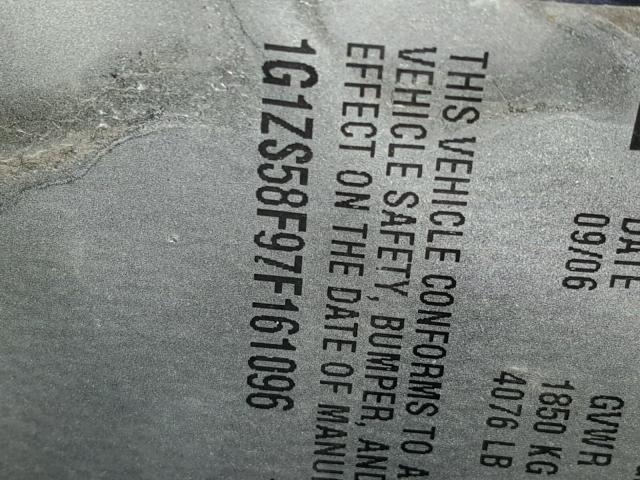 DATE
09/06
GVWR
1850 KG
4076 LB
THIS VEHICLE CONFORMS TO A
VEHICLE SAFETY, BUMPER, AND
EFFECT ON THE DATE OF MANU
1G1ZS58F97F161096